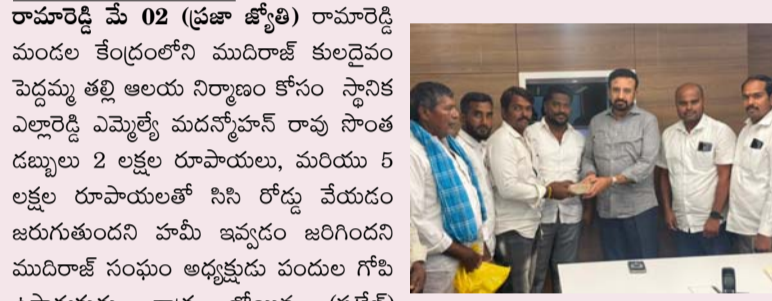 రామారెడ్డి మే 02 (ప్రజా జ్యోతి) రామారెడ్డి
మండల కేంద్రంలోని ముదిరాజ్ కులదైవం
పెద్దమ్మ తల్లి ఆలయ నిర్మాణం కోసం స్థానిక
ఎల్లారెడ్డి ఎమ్మెల్యే మదన్మోహన్ రావు సొంత
డబ్బులు 2 లక్షల రూపాయలు, మరియు 5
లక్షల రూపాయలతో సిసి రోడ్డు వేయడం
జరుగుతుందని హమీ ఇవ్వడం జరిగిందని
ముదిరాజ్ సంఘం అధ్యక్షుడు పందుల గోపి